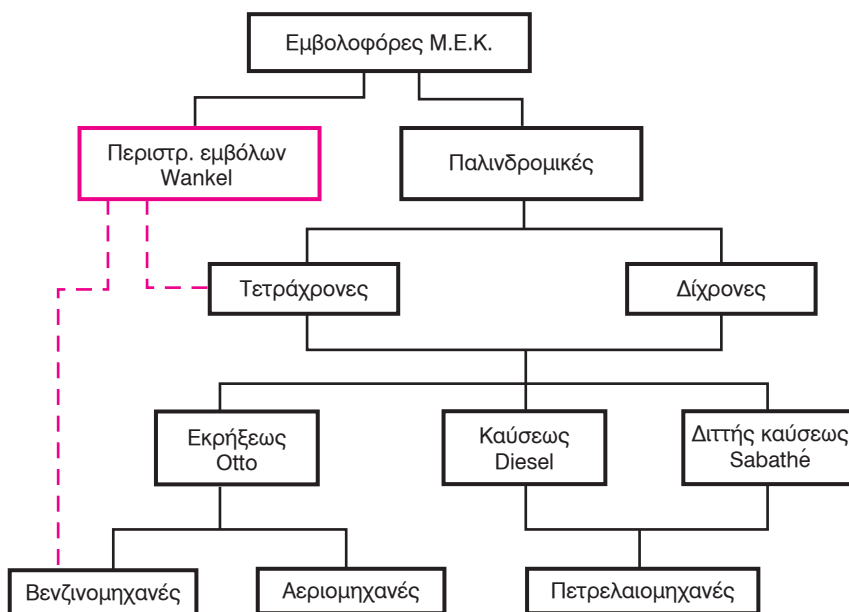 Εμβολοφόρες Μ.Ε.Κ.
Περιστρ. εμβόλων
Wankel
Παλινδρομικές
Τετράχρονες
Δίχρονες
Εκρήξεως
Otto
Καύσεως
Diesel
Διττής καύσεως
Sabathé
Βενζινομηχανές
Αεριομηχανές
Πετρελαιομηχανές